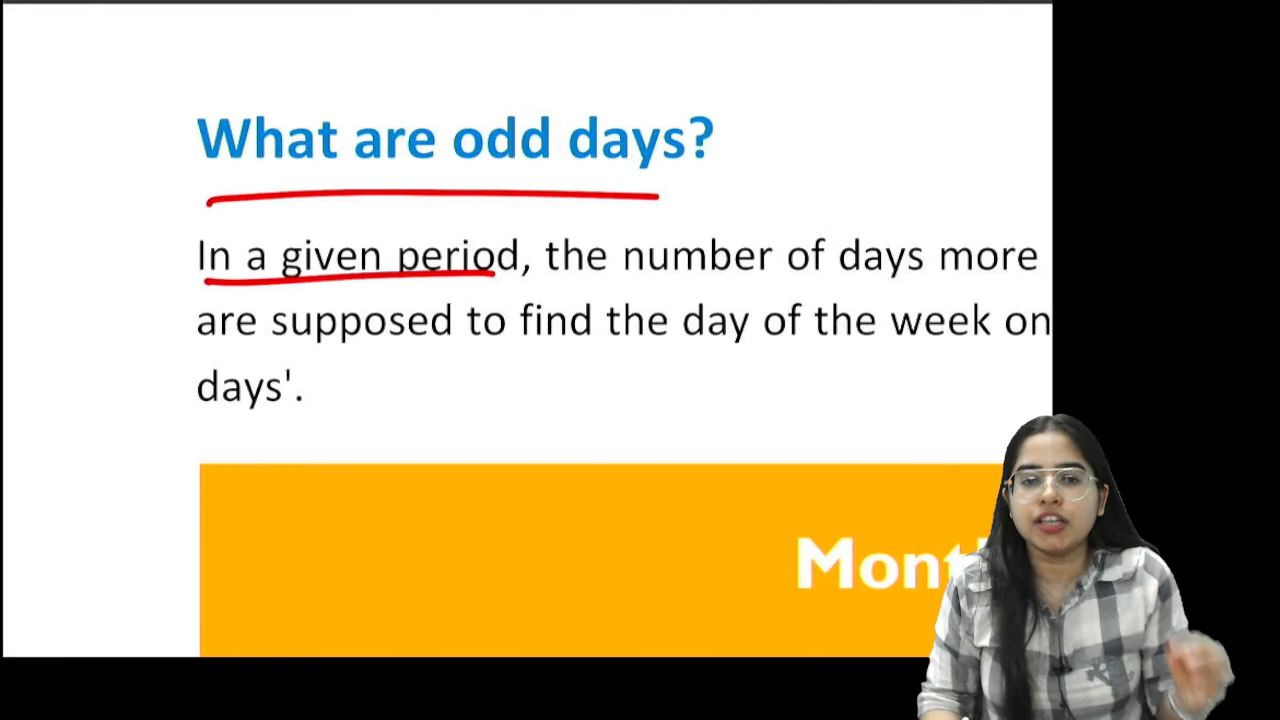 What are odd days?
In a given period, the number of days more
are supposed to find the day of the week on
days'.